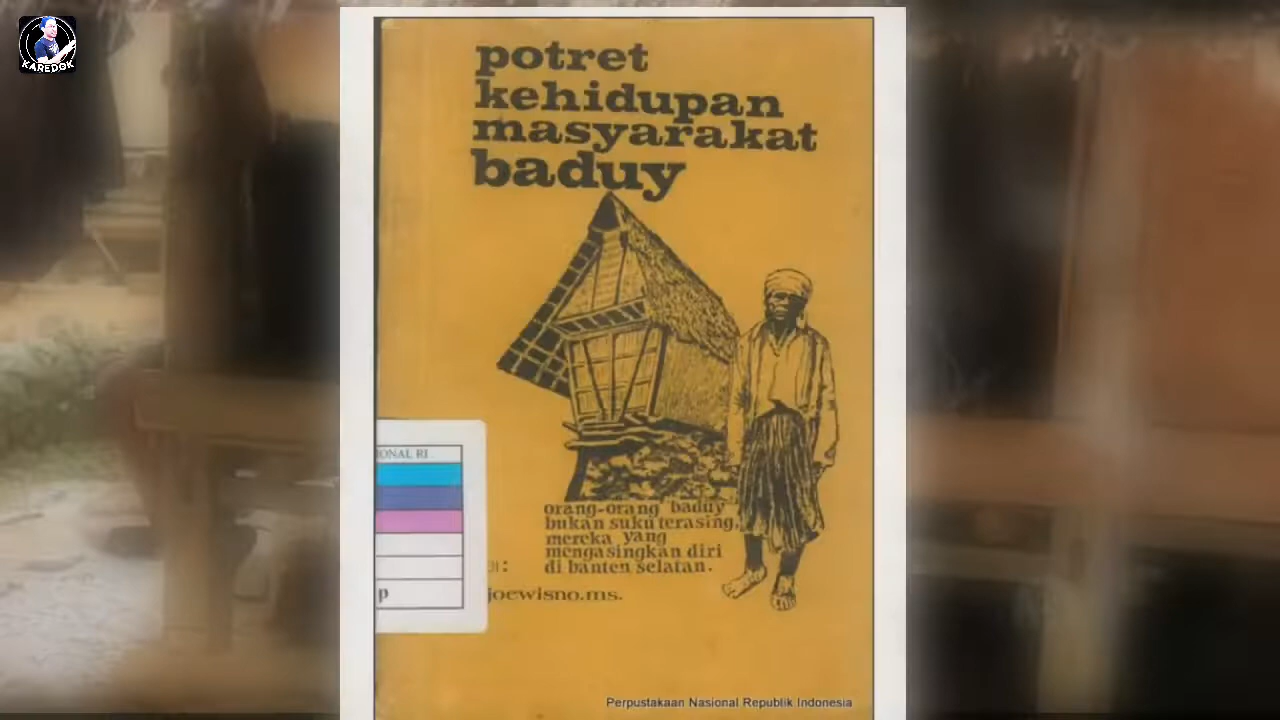 KAREDOK
potret
kehidupan
masyarakat
baduy
IONAL RI
orang-orang baduy
bukan suku terasing,
mereka yang
mengasingkan diri
di banten selatan.
:
joewisno.ms.
p
Perpustakaan Nasional Republik Indonesia